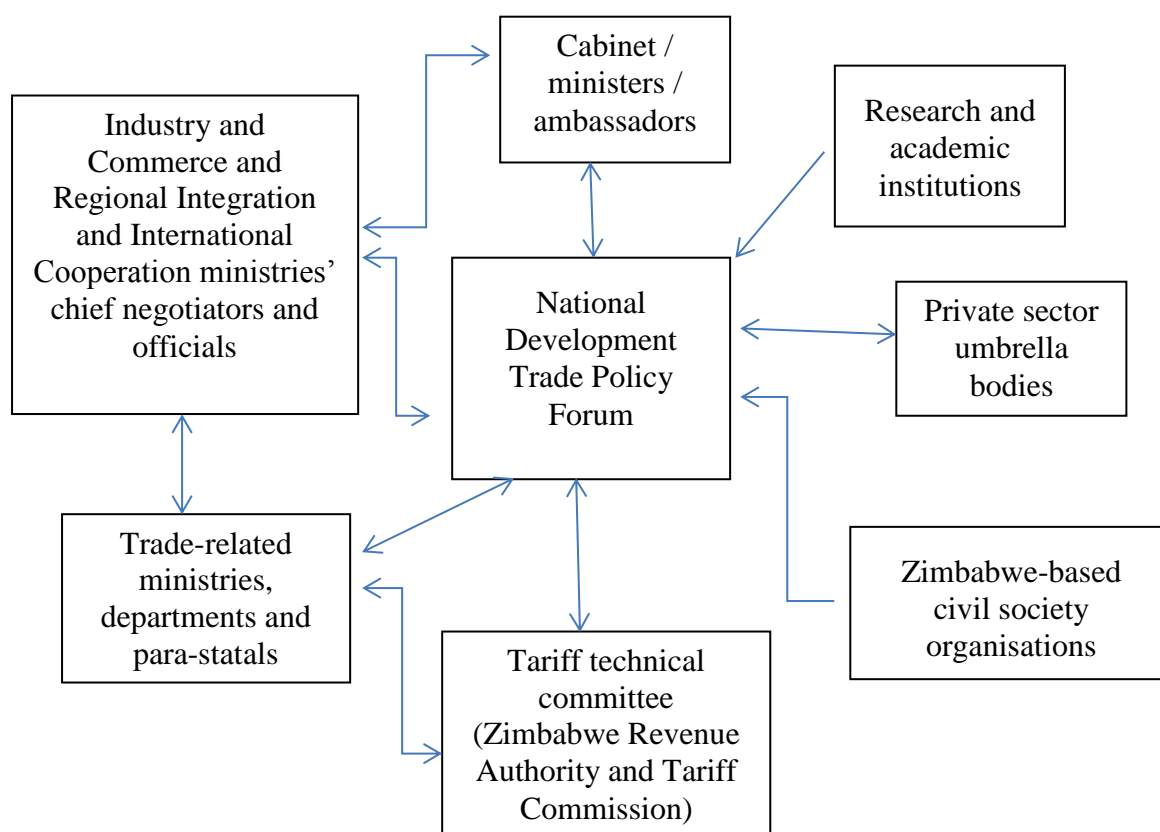 Cabinet /
ministers /
ambassadors
Industry and
Commerce and
Regional Integration
and International
Cooperation ministries’
chief negotiators and
officials
Research and
academic
institutions
National
Development
Trade Policy
Forum
Private sector
umbrella
bodies
Trade-related
ministries,
departments and
para-statals
Zimbabwe-based
civil society
organisations
Tariff technical
committee
(Zimbabwe Revenue
Authority and Tariff
Commission)